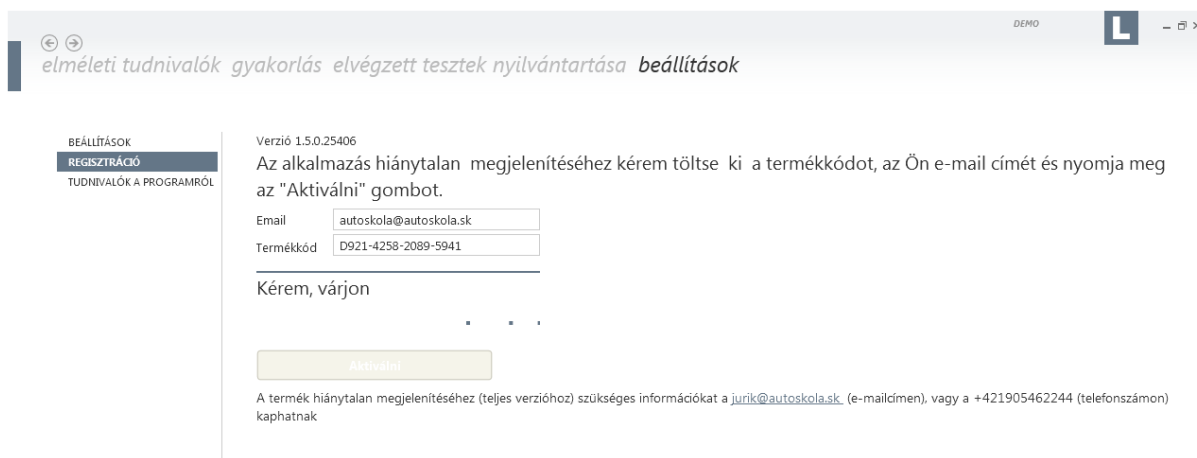 DEMO
L
elméleti tudnivalók gyakorlás elvégzett tesztek nyilvántartása beállítások
BEÁLLÍTÁSOK
REGISZTRÁCIÓ
TUDNIVALÓK A PROGRAMRÓL
Verzió 1.5.0.25406
Az alkalmazás hiánytalan megjelenítéséhez kérem töltse ki a termékkódot, az Ön e-mail címét és nyomja meg
az "Aktiválni" gombot.
Email autoskola@autoskola.sk
Termékkód D921-4258-2089-5941
Kérem, várjon
Aktiválni
A termék hiánytalan megjelenítéséhez (teljes verzióhoz) szükséges információkat a jurik@autoskola.sk (e-mailcímen), vagy a +421905462244 (telefonszámon)
kaphatnak